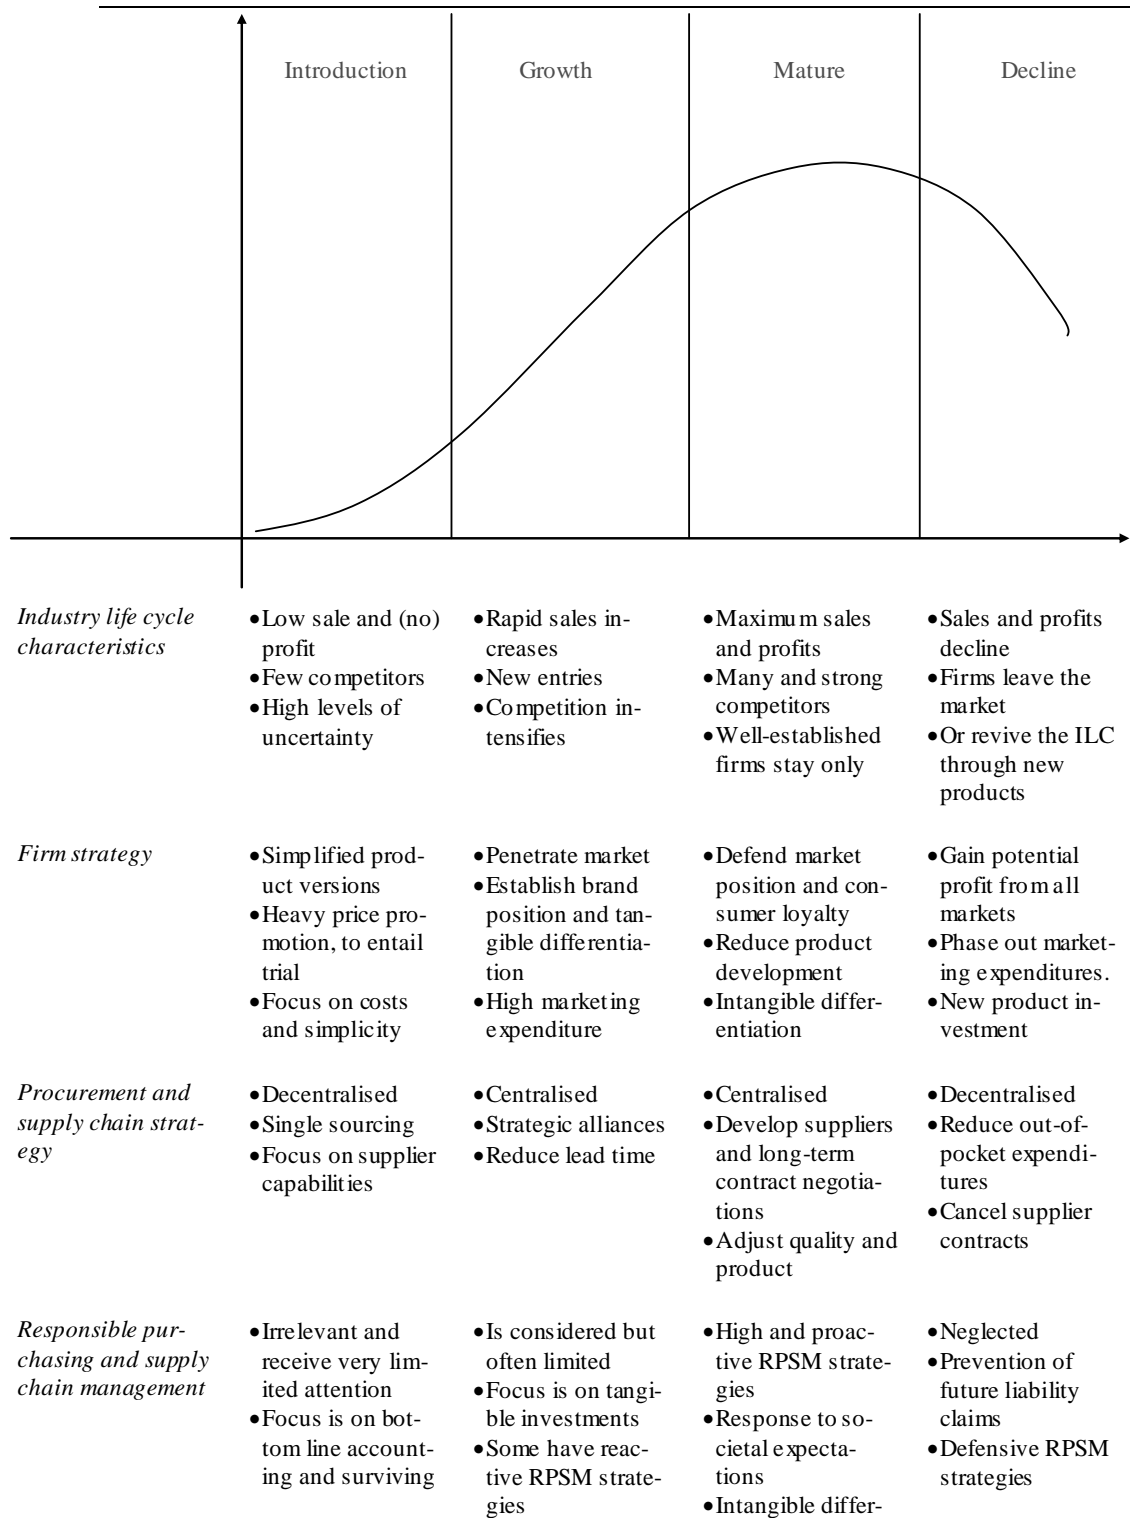 Introduction
Growth
Mature
Decline
Industry life cycle
characteristics
•Low sale and (no)
profit
•Few competitors
•High levels of
uncertainty
•Rapid sales in-
creases
•New entries
•Competition in-
tensifies
•Maximum sales
and profits
•Many and strong
competitors
•Well-established
firms stay only
•Sales and profits
decline
•Firms leave the
market
•Or revive the ILC
through new
products
Firm strategy
•Simplified prod-
uct versions
•Heavy price pro-
motion, to entail
trial
•Focus on costs
and simplicity
•Penetrate market
•Establish brand
position and tan-
gible differentia-
tion
•High marketing
expenditure
•Defend market
position and con-
sumer loyalty
•Reduce product
development
•Intangible differ-
entiation
•Gain potential
profit from all
markets
•Phase out market-
ing expenditures.
•New product in-
vestment
Procurement and
supply chain strat-
egy
•Decentralised
•Single sourcing
•Focus on supplier
capabilities
•Centralised
•Strategic alliances
•Reduce lead time
•Centralised
•Develop suppliers
and long-term
contract negotia-
tions
•Adjust quality and
product
•Decentralised
•Reduce out-of-
pocket expendi-
tures
•Cancel supplier
contracts
Responsible pur-
chasing and supply
chain management
•Irrelevant and
receive very lim-
ited attention
•Focus is on bot-
tom line account-
ing and surviving
•Is considered but
often limited
•Focus is on tangi-
ble investments
•Some have reac-
tive RPSM strate-
gies
•High and proac-
tive RPSM strate-
gies
•Response to so-
cietal expecta-
tions
•Intangible differ-
•Neglected
•Prevention of
future liability
claims
•Defensive RPSM
strategies